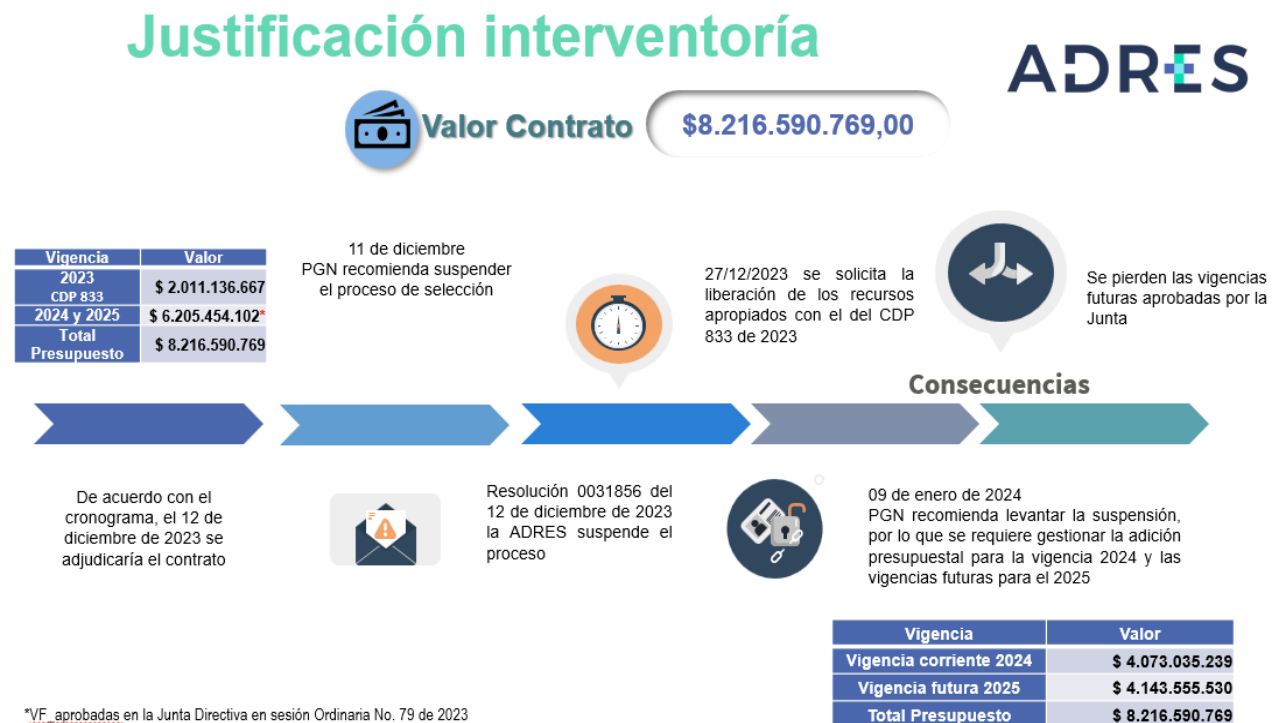 Justificación interventoría
ADRES
Valor Contrato
$8.216.590.769,00
Vigencia Valor
2023
CDP 833
$ 2.011.136.667
2024 y 2025 $ 6.205.454.102*
Total
Presupuesto
$ 8.216.590.769
11 de diciembre
PGN recomienda suspender
el proceso de selección
27/12/2023 se solicita la
liberación de los recursos
apropiados con el del CDP
833 de 2023
Se pierden las vigencias
futuras aprobadas por la
Junta
Consecuencias
De acuerdo con el
cronograma, el 12 de
diciembre de 2023 se
adjudicaría el contrato
Resolución 0031856 del
12 de diciembre de 2023
la ADRES suspende el
proceso
09 de enero de 2024
PGN recomienda levantar la suspensión,
por lo que se requiere gestionar la adición
presupuestal para la vigencia 2024 y las
vigencias futuras para el 2025
Vigencia Valor
Vigencia corriente 2024 $ 4.073.035.239
Vigencia futura 2025 $ 4.143.555.530
Total Presupuesto $ 8.216.590.769
*VF_aprobadas en la Junta Directiva en sesión Ordinaria No. 79 de 2023